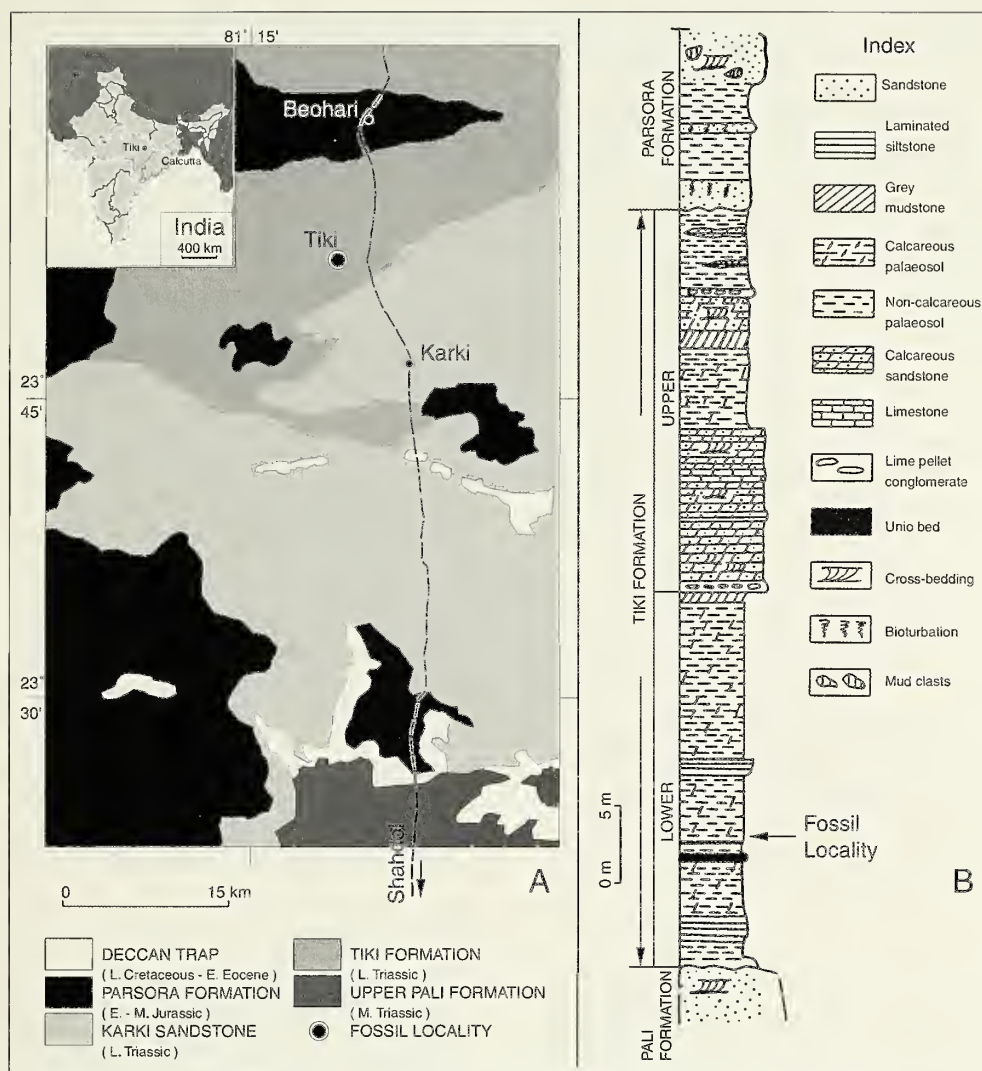 81° 15'
Beohari
Tiki
Calcutta
India
400 km
Tiki
Karki
23°
45'
23°
30'
Shahdol
A
0 15 km
DECCAN TRAP
( L. Cretaceous - E. Eocene )
PARSORA FORMATION
( E. - M. Jurassic )
KARKI SANDSTONE
( L. Triassic )
TIKI FORMATION
( L. Triassic )
UPPER PALI FORMATION
( M. Triassic )
FOSSIL LOCALITY
PARSORA
FORMATION
UPPER
TIKI FORMATION
LOWER
PALI
FORMATION
5 m
0 m
Fossil
Locality
B
Index
Sandstone
Laminated
siltstone
Grey
mudstone
Calcareous
palaeosol
Non-calcareous
palaeosol
Calcareous
sandstone
Limestone
Lime pellet
conglomerate
Unio bed
Cross-bedding
Bioturbation
Mud clasts